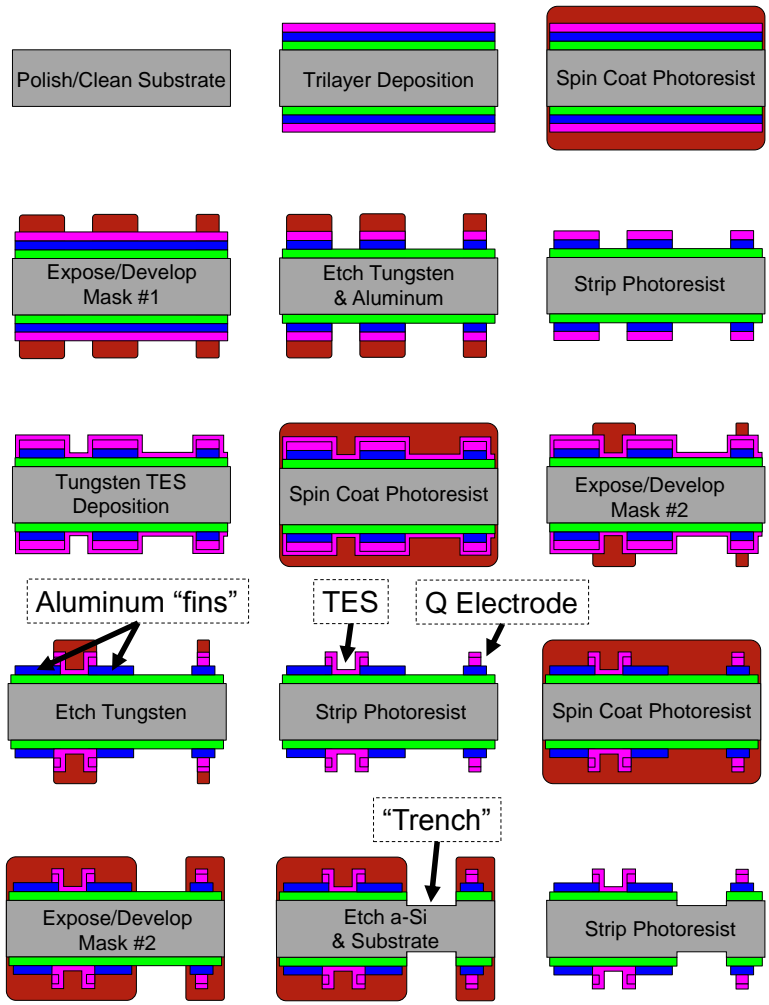 Polish/Clean Substrate
Trilayer Deposition
Spin Coat Photoresist
Expose/Develop
Mask #1
Etch Tungsten
& Aluminum
Strip Photoresist
Tungsten TES
Deposition
Spin Coat Photoresist
Expose/Develop
Mask #2
Aluminum “fins”
TES
Q Electrode
Etch Tungsten
Strip Photoresist
Spin Coat Photoresist
“Trench”
Expose/Develop
Mask #2
Etch a-Si
& Substrate
Strip Photoresist